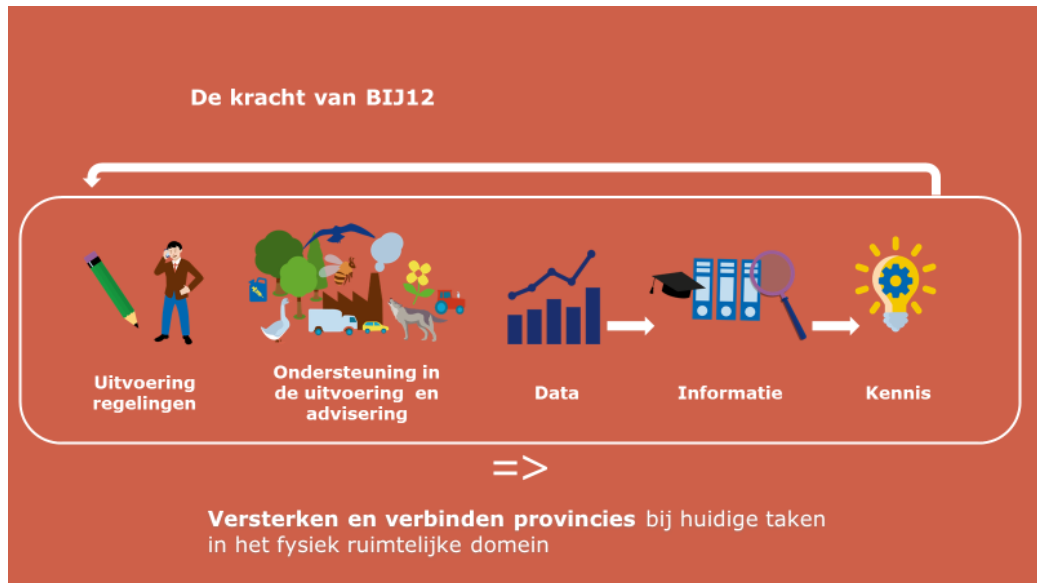 De kracht van BIJ12
Uitvoering
regelingen
Ondersteuning in
de uitvoering en
advisering
Data
Informatie
Kennis
=>
Versterken en verbinden provincies bij huidige taken
in het fysiek ruimtelijke domein